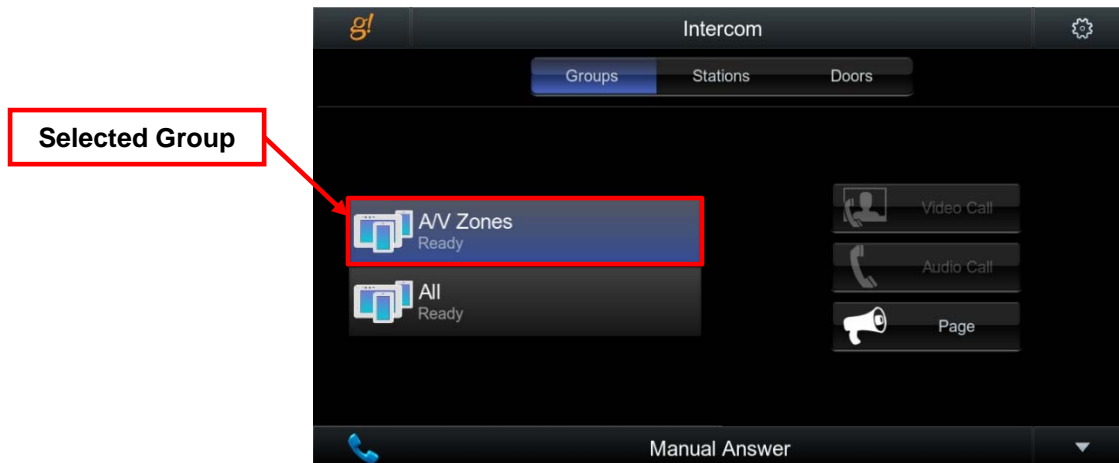 g!
Intercom
Groups
Stations
Doors
Selected Group
A/V Zones
Ready
All
Ready
Video Call
Audio Call
Page
Manual Answer